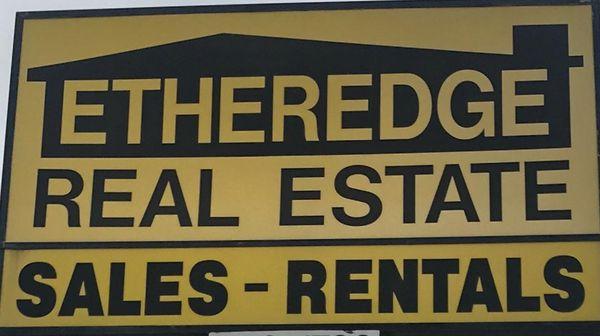 ETHEREDGE
REAL ESTATE
SALES - RENTALS